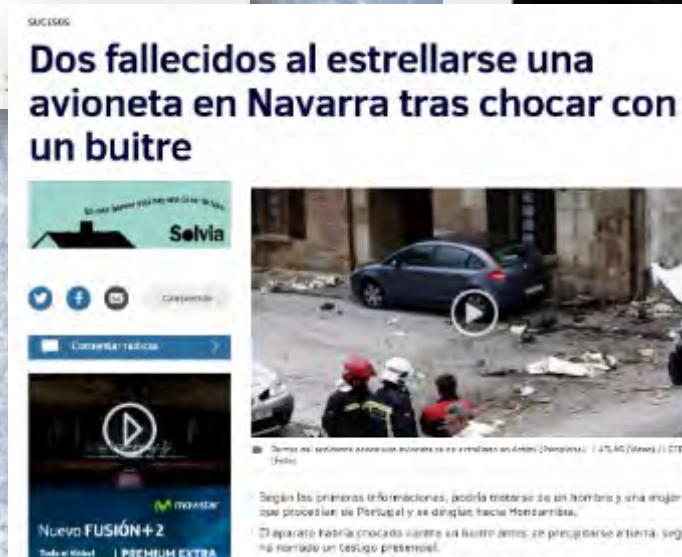 SUCESOS
Dos fallecidos al estrellarse una
avioneta en Navarra tras chocar con
un buitre
Solvia
Compartir
Comentar noticia
movistar
Nuevo FUSIÓN+2
PREMIUM EXTRA
Según las primeras informaciones, podría tratarse de un hombre y una mujer
que procedían de Portugal y se dirigían hacia Hondarribia.
El aparato habría chocado contra un buitre antes de precipitarse a tierra, seg
ha narrado un testigo presencial.